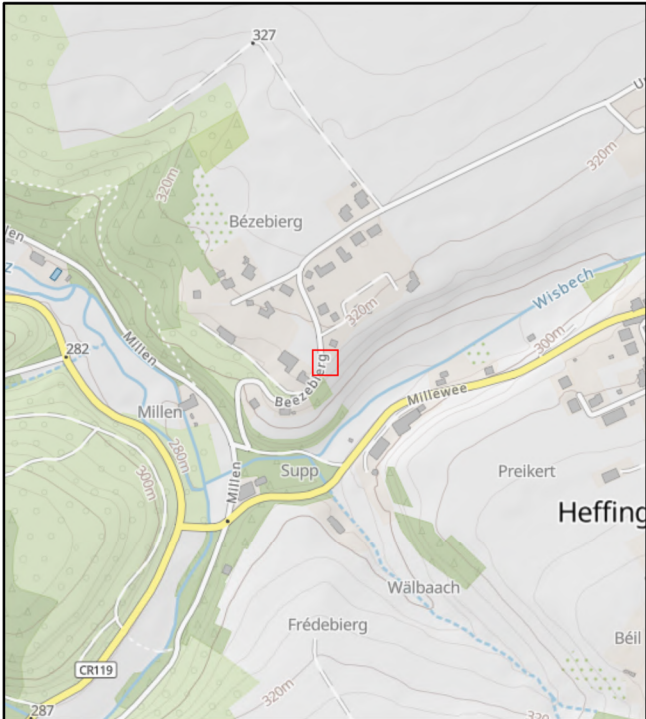 327
320m
320m
Bézebierg
Wisbech
320m
300m
282
Millen
Beezebierg
Millewee
Millen
280m
300m
Millen
Supp
Preikert
Heffing
Wälbaach
Frédebierg
Béil
CR119
320m
287